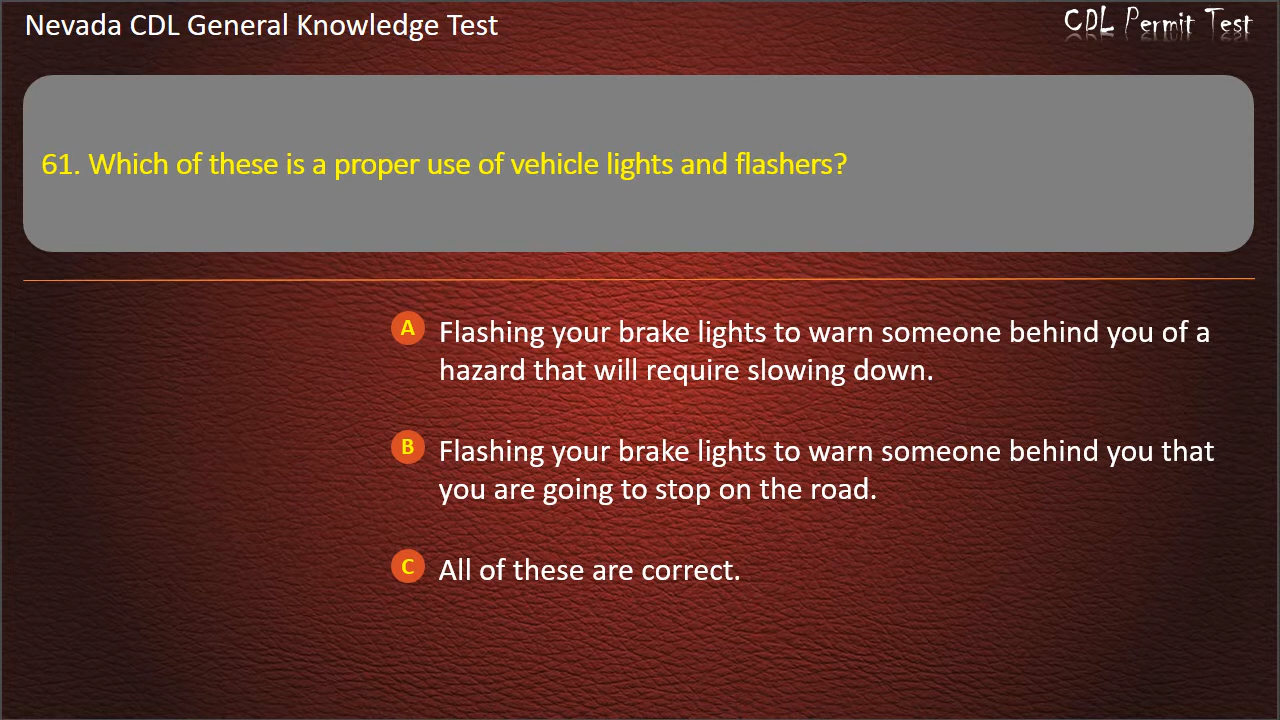 Nevada CDL General Knowledge Test
CDL Permit Test
61. Which of these is a proper use of vehicle lights and flashers?
A Flashing your brake lights to warn someone behind you of a
hazard that will require slowing down.
B Flashing your brake lights to warn someone behind you that
you are going to stop on the road.
C All of these are correct.